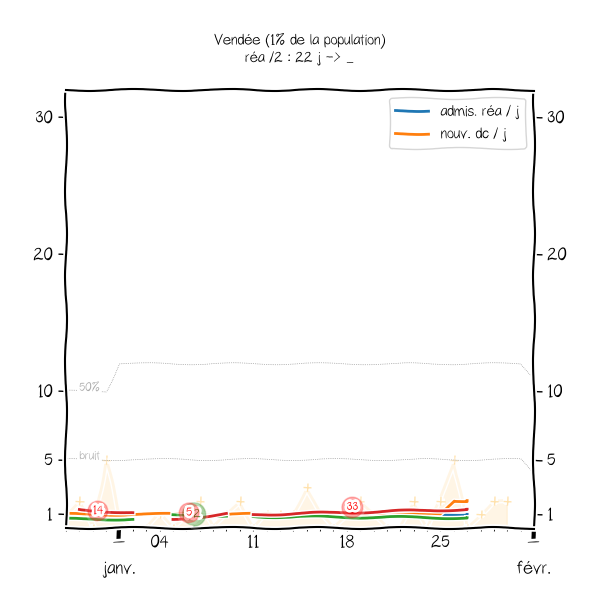 Vendée (1% de la population)
réa /2 : 22 j -> _
admis. réa / j
nouv. dc / j
30 30
20 20
50%
10 10
bruit
5 5
14 52 33
1 1
04 11 18 25
janv. févr.